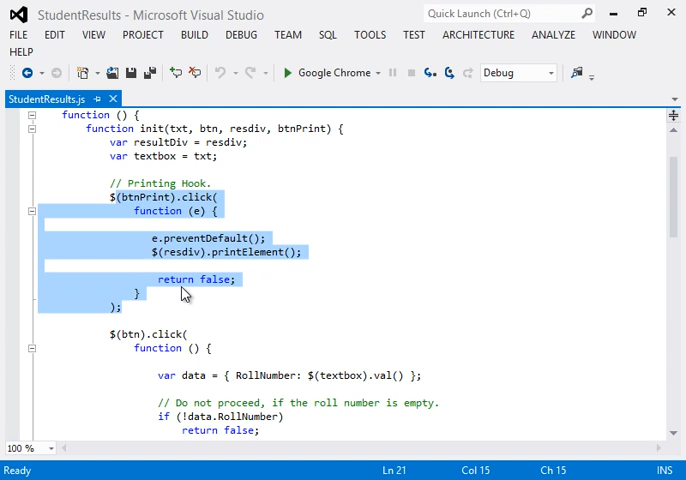 StudentResults - Microsoft Visual Studio
Quick Launch (Ctrl+Q)
FILE EDIT VIEW PROJECT BUILD DEBUG TEAM SQL TOOLS TEST ARCHITECTURE ANALYZE WINDOW
HELP
Google Chrome Debug
StudentResults.js
function () {
function init(txt, btn, resdiv, btnPrint) {
var resultDiv = resdiv;
var textbox = txt;
// Printing Hook.
$(btnPrint).click(
function (e) {
e.preventDefault();
$(resdiv).printElement();
return false;
}
);
$(btn).click(
function () {
var data = { RollNumber: $(textbox).val() };
// Do not proceed, if the roll number is empty.
if (!data.RollNumber)
return false;
100 %
Ready Ln 21 Col 15 Ch 15 INS